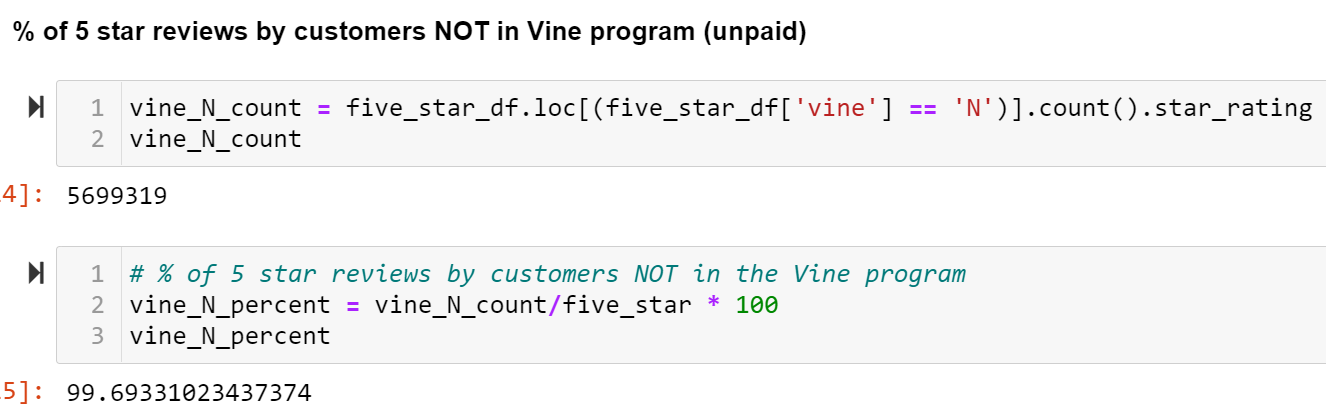 % of 5 star reviews by customers NOT in Vine program (unpaid)
1 vine_N_count = five_star_df.loc[(five_star_df['vine'] == 'N')].count().star_rating
2 vine_N_count
4]: 5699319
1 # % of 5 star reviews by customers NOT in the Vine program
2 vine_N_percent = vine_N_count/five_star * 100
3 vine_N_percent
5]: 99.69331023437374